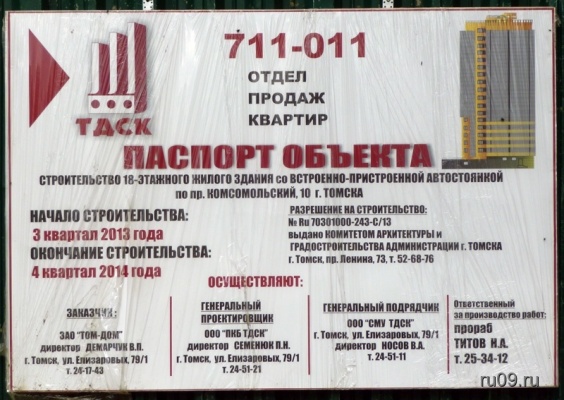 ТДСК
711-011
ОТДЕЛ
ПРОДАЖ
КВАРТИР
ПАСПОРТ ОБЪЕКТА
СТРОИТЕЛЬСТВО 18-ЭТАЖНОГО ЖИЛОГО ЗДАНИЯ со ВСТРОЕННО-ПРИСТРОЕННОЙ АВТОСТОЯНКОЙ
по пр. КОМСОМОЛЬСКИЙ, 10 г. ТОМСКА
НАЧАЛО СТРОИТЕЛЬСТВА:
3 квартал 2013 года
ОКОНЧАНИЕ СТРОИТЕЛЬСТВА:
4 квартал 2014 года
РАЗРЕШЕНИЕ НА СТРОИТЕЛЬСТВО:
№ Ru 70301000-243-С/13
выдано КОМИТЕТОМ АРХИТЕКТУРЫ и
ГРАДОСТРОИТЕЛЬСТВА АДМИНИСТРАЦИИ г. ТОМСКА
г. Томск, пр. Ленина, 73, т. 52-68-76
ОСУЩЕСТВЛЯЮТ:
ЗАКАЗЧИК:
ЗАО "ТОМ-ДОМ"
директор ДЕМАРЧУК В.П.
г. Томск, ул. Елизаровых, 79/1
т. 24-17-43
ГЕНЕРАЛЬНЫЙ
ПРОЕКТИРОВЩИК
ООО "ПКБ ТДСК"
директор СЕМЕНЮК П.Н.
г. Томск, ул. Елизаровых, 79/1
т. 24-51-21
ГЕНЕРАЛЬНЫЙ ПОДРЯДЧИК
ООО "СМУ ТДСК"
директор НОСОВ В.А.
г. Томск, ул. Елизаровых, 79/1
т. 24-51-11
Ответственный
за производство работ:
прораб
ТИТОВ Н.А.
т. 25-34-12
ru09.ru